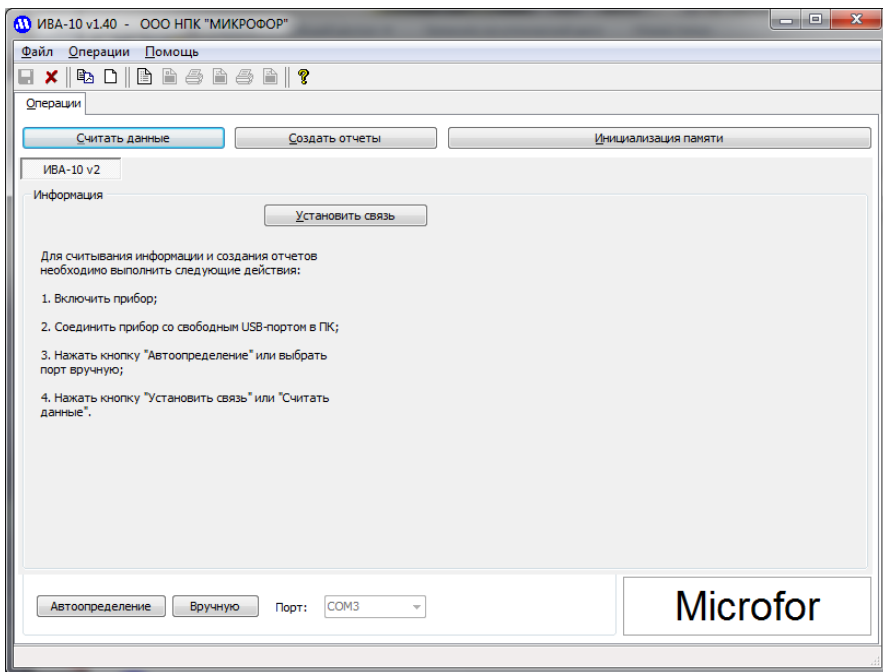 ИВА-10 v1.40 - ООО НПК "МИКРОФОР"
Файл Операции Помощь
Операции
Считать данные Создать отчеты Инициализация памяти
ИВА-10 v2
Информация
Установить связь
Для считывания информации и создания отчетов
необходимо выполнить следующие действия:
1. Включить прибор;
2. Соединить прибор со свободным USB-портом в ПК;
3. Нажать кнопку "Автоопределение" или выбрать
порт вручную;
4. Нажать кнопку "Установить связь" или "Считать
данные".
Автоопределение Вручную Порт: COM3
Microfor